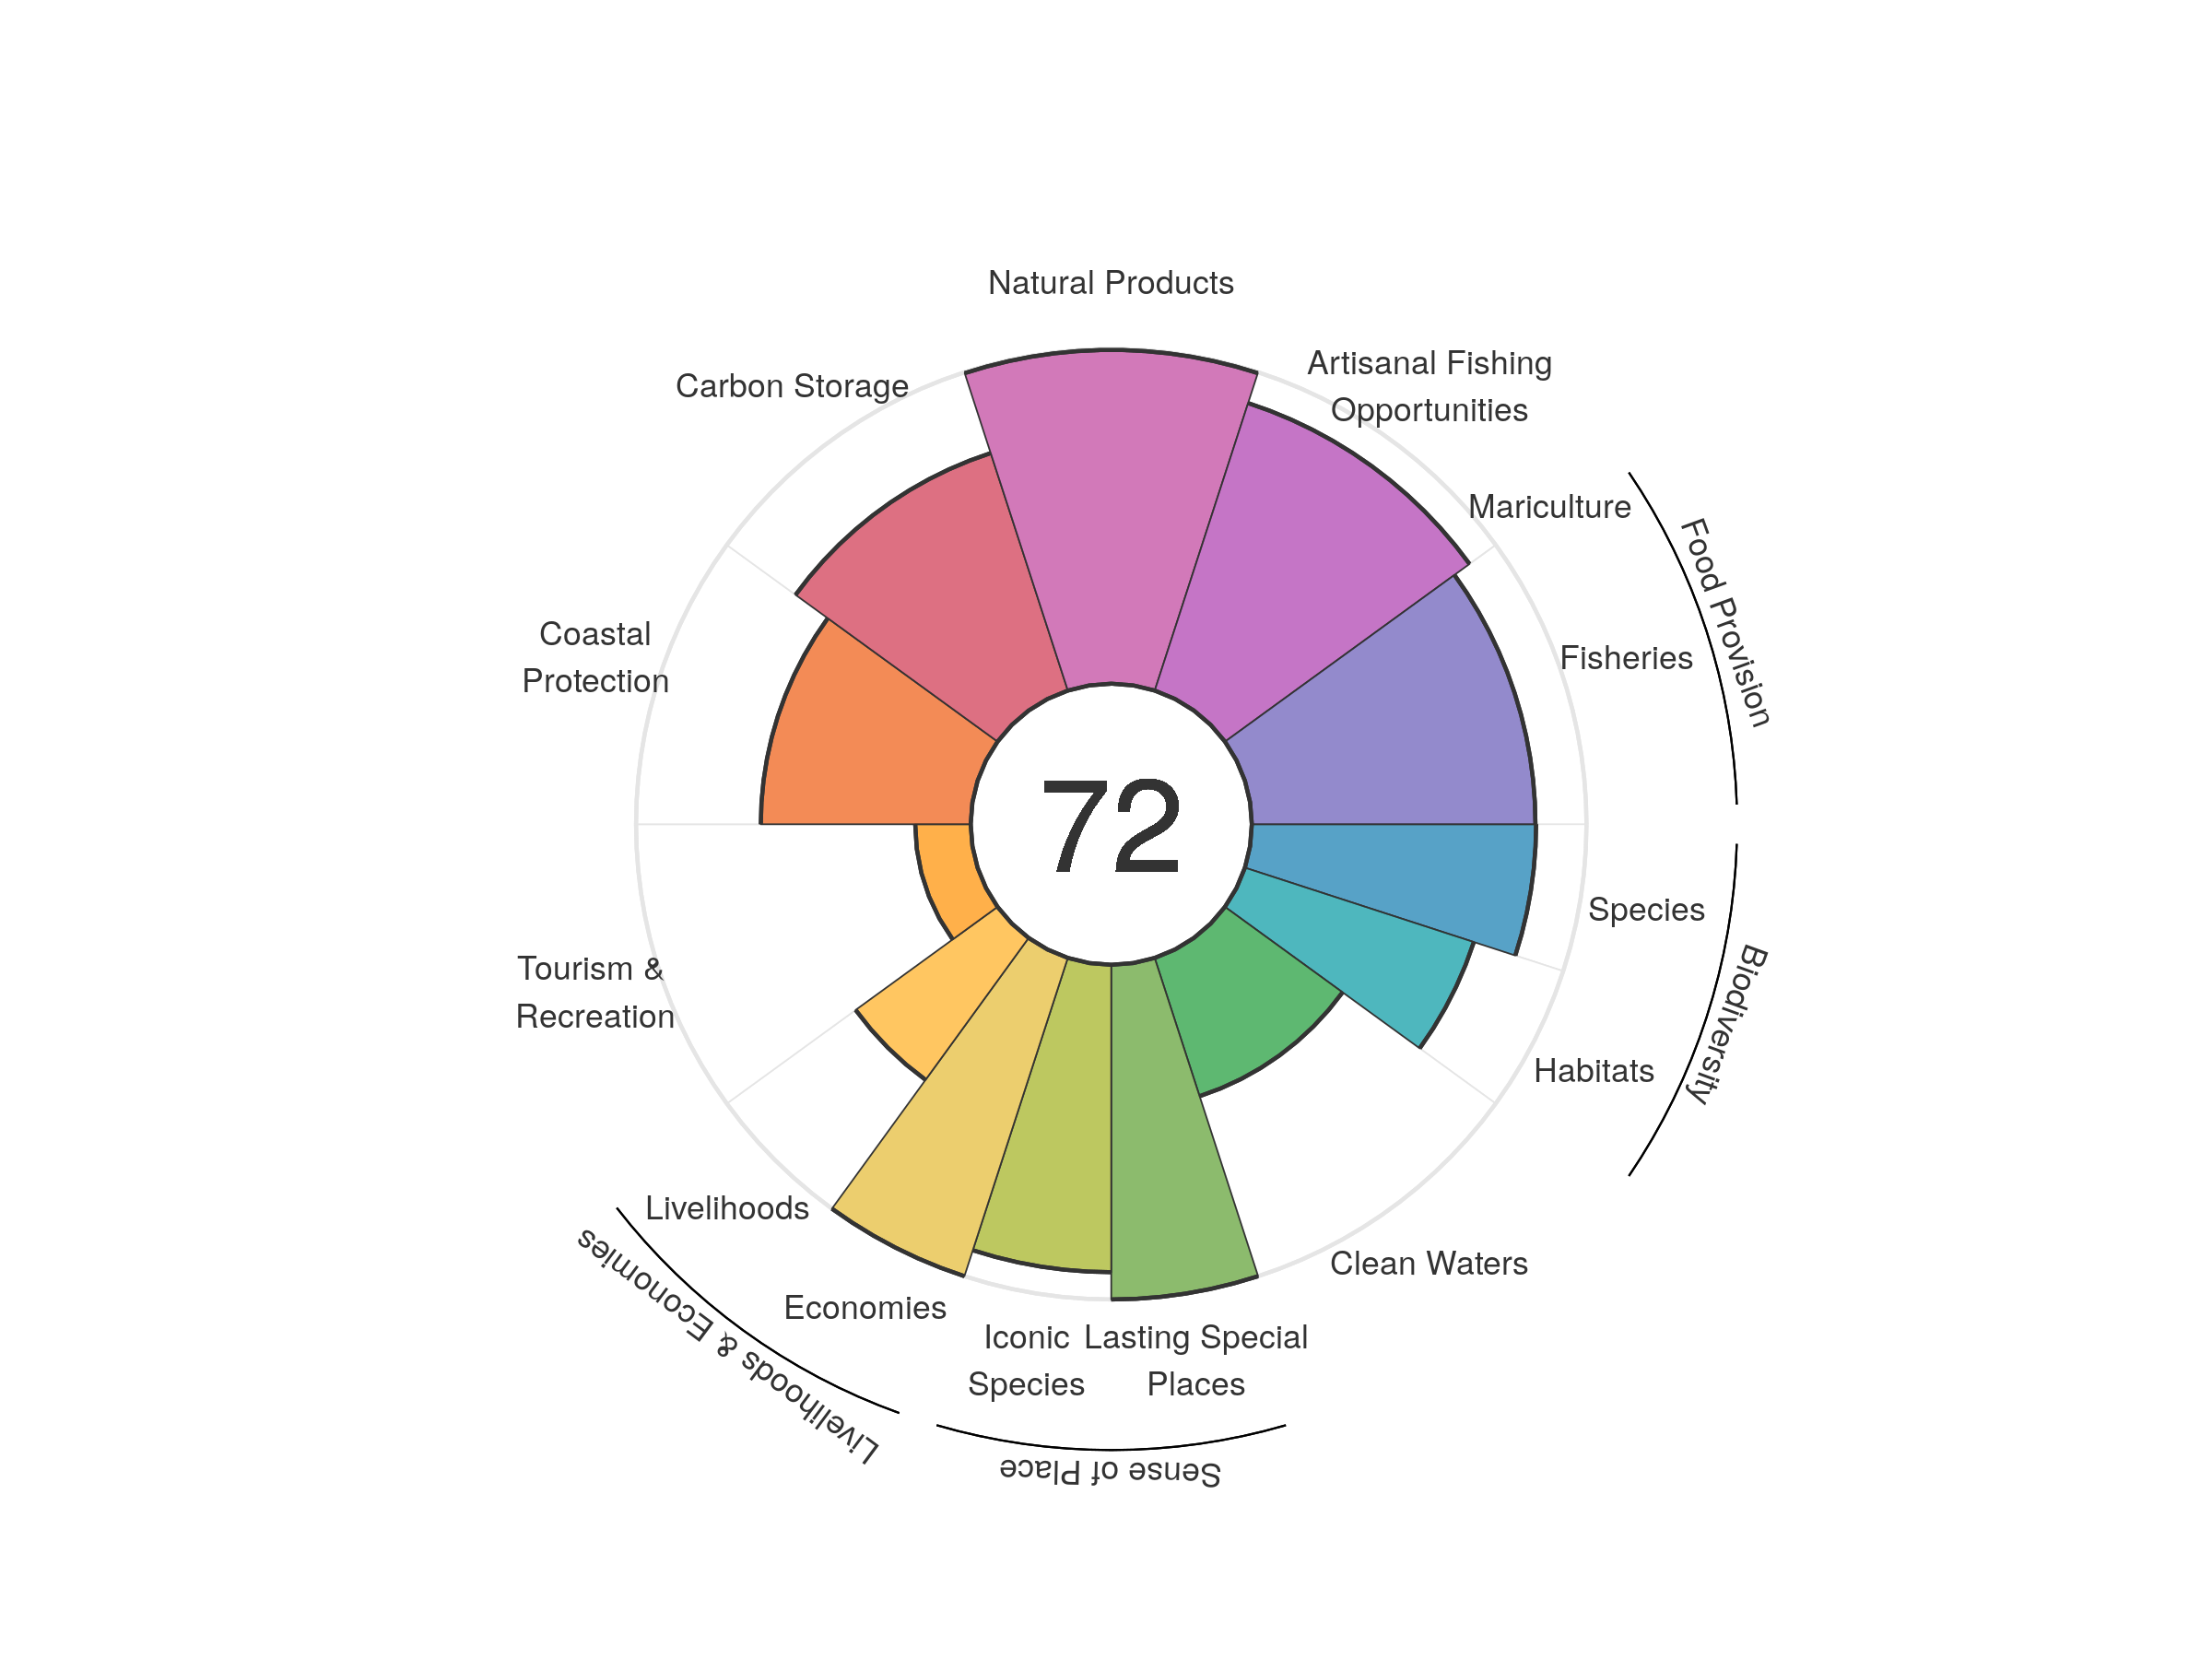 Natural Products
Artisanal Fishing
Opportunities
Carbon Storage
Mariculture
Food Provision
Fisheries
Coastal
Protection
72
Species
Biodiversity
Tourism &
Recreation
Habitats
Livelihoods
Clean Waters
Livelihoods & Economies
Economies
Iconic
Species
Lasting Special
Places
Sense of Place